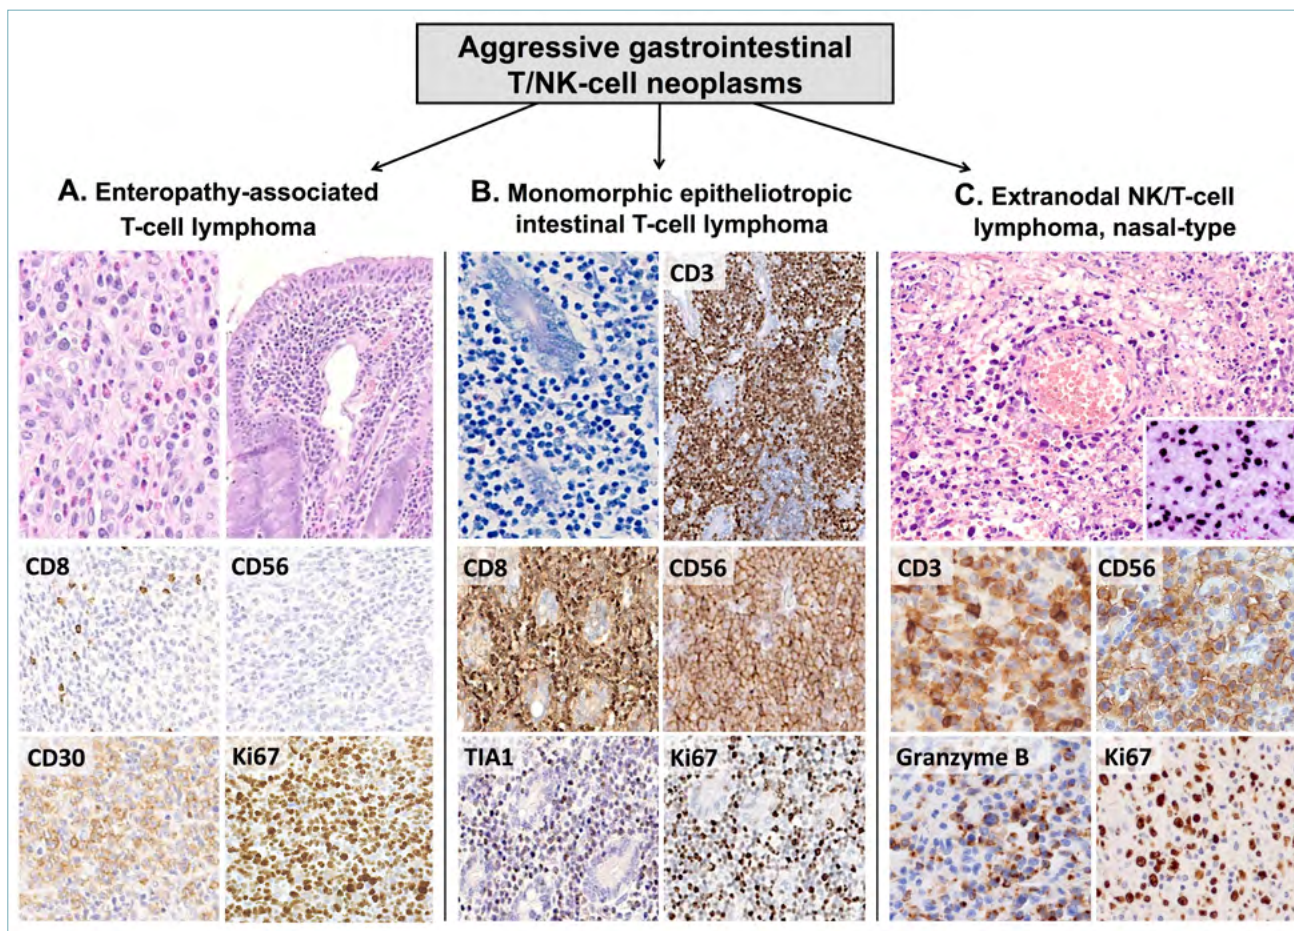 Aggressive gastrointestinal
T/NK-cell neoplasms
A. Enteropathy-associated
T-cell lymphoma
B. Monomorphic epitheliotropic
intestinal T-cell lymphoma
C. Extranodal NK/T-cell
lymphoma, nasal-type
CD3
CD8
CD56
CD8
CD56
CD3
CD56
CD30
Ki67
TIA1
Ki67
Granzyme B
Ki67